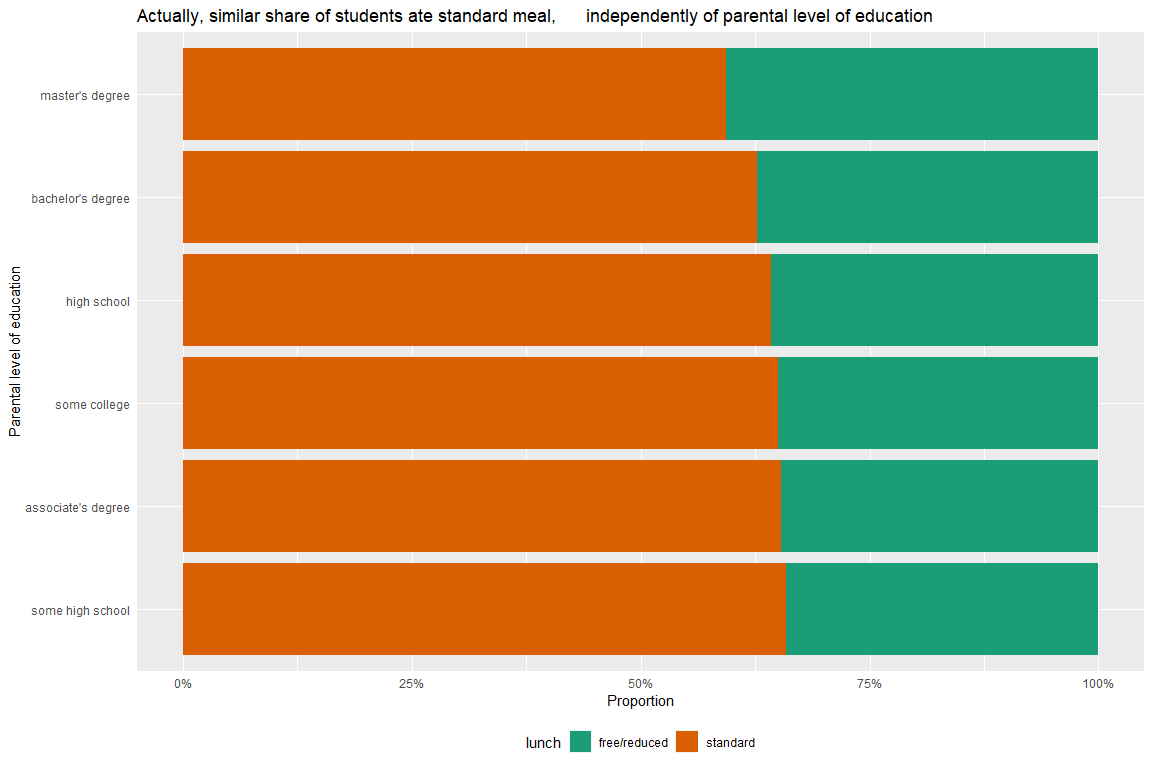 Actually, similar share of students ate standard meal,      independently of parental level of education
master's degree
bachelor's degree
high school
some college
associate's degree
some high school
Parental level of education
0% 25% 50% 75% 100%
Proportion
lunch free/reduced standard